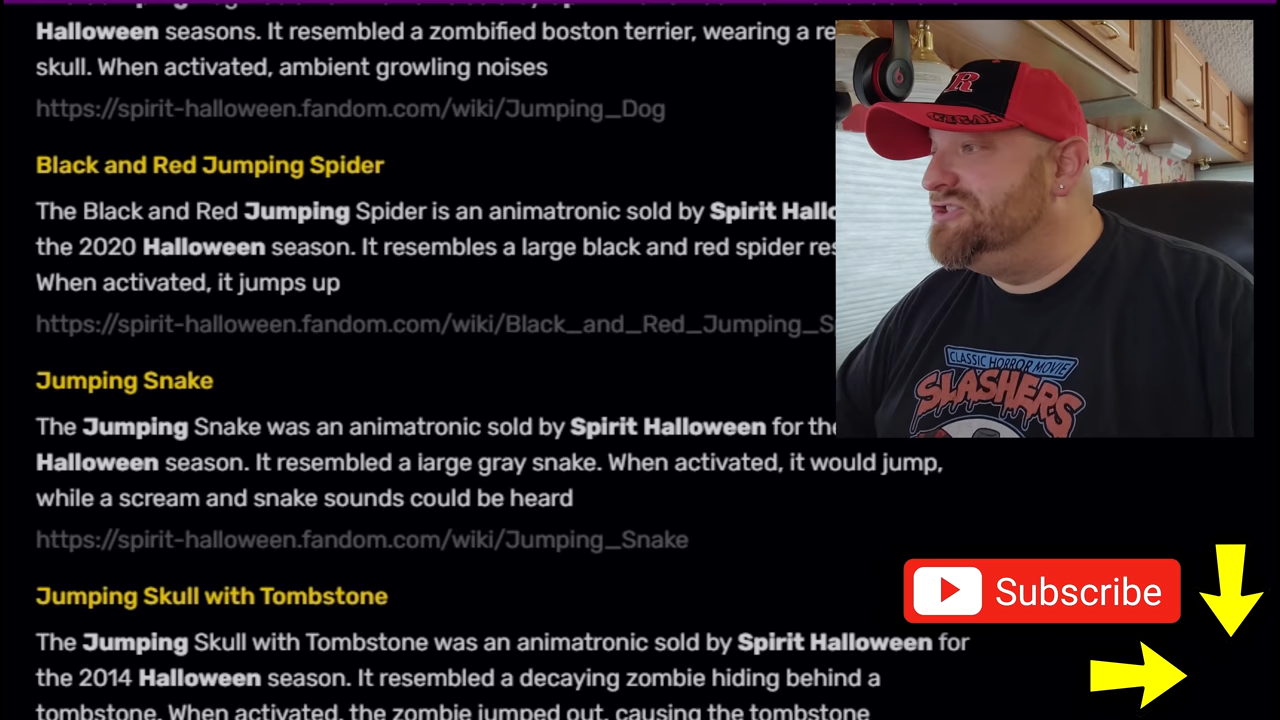 Halloween seasons. It resembled a zombified boston terrier, wearing a re
skull. When activated, ambient growling noises
https://spirit-halloween.fandom.com/wiki/Jumping_Dog
Black and Red Jumping Spider
The Black and Red Jumping Spider is an animatronic sold by Spirit Hallo
the 2020 Halloween season. It resembles a large black and red spider res
When activated, it jumps up
https://spirit-halloween.fandom.com/wiki/Black_and_Red_Jumping_S
Jumping Snake
The Jumping Snake was an animatronic sold by Spirit Halloween for the
Halloween season. It resembled a large gray snake. When activated, it would jump,
while a scream and snake sounds could be heard
https://spirit-halloween.fandom.com/wiki/Jumping_Snake
Jumping Skull with Tombstone
The Jumping Skull with Tombstone was an animatronic sold by Spirit Halloween for
the 2014 Halloween season. It resembled a decaying zombie hiding behind a
tombstone. When activated, the zombie jumped out, causing the tombstone
R
CLASSIC HORROR MOVIE
SLASHERS
Subscribe